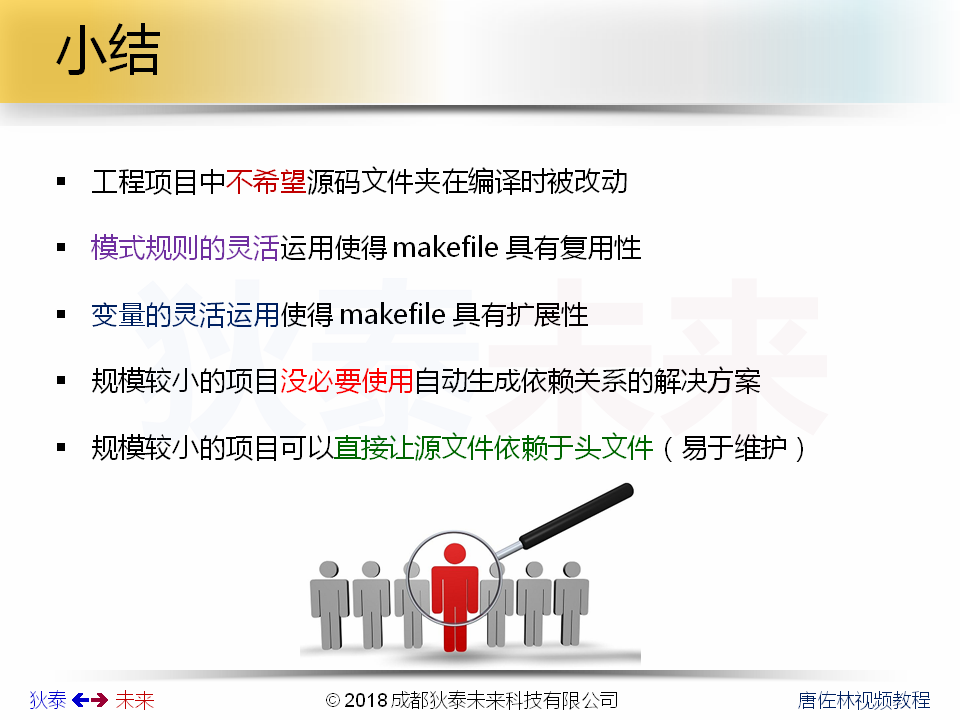 小结
▪ 工程项目中不希望源码文件夹在编译时被改动
▪ 模式规则的灵活运用使得 makefile 具有复用性
▪ 变量的灵活运用使得 makefile 具有扩展性
▪ 规模较小的项目没必要使用自动生成依赖关系的解决方案
▪ 规模较小的项目可以直接让源文件依赖于头文件（易于维护）
狄泰未来
狄泰 未来
© 2018 成都狄泰未来科技有限公司
唐佐林视频教程